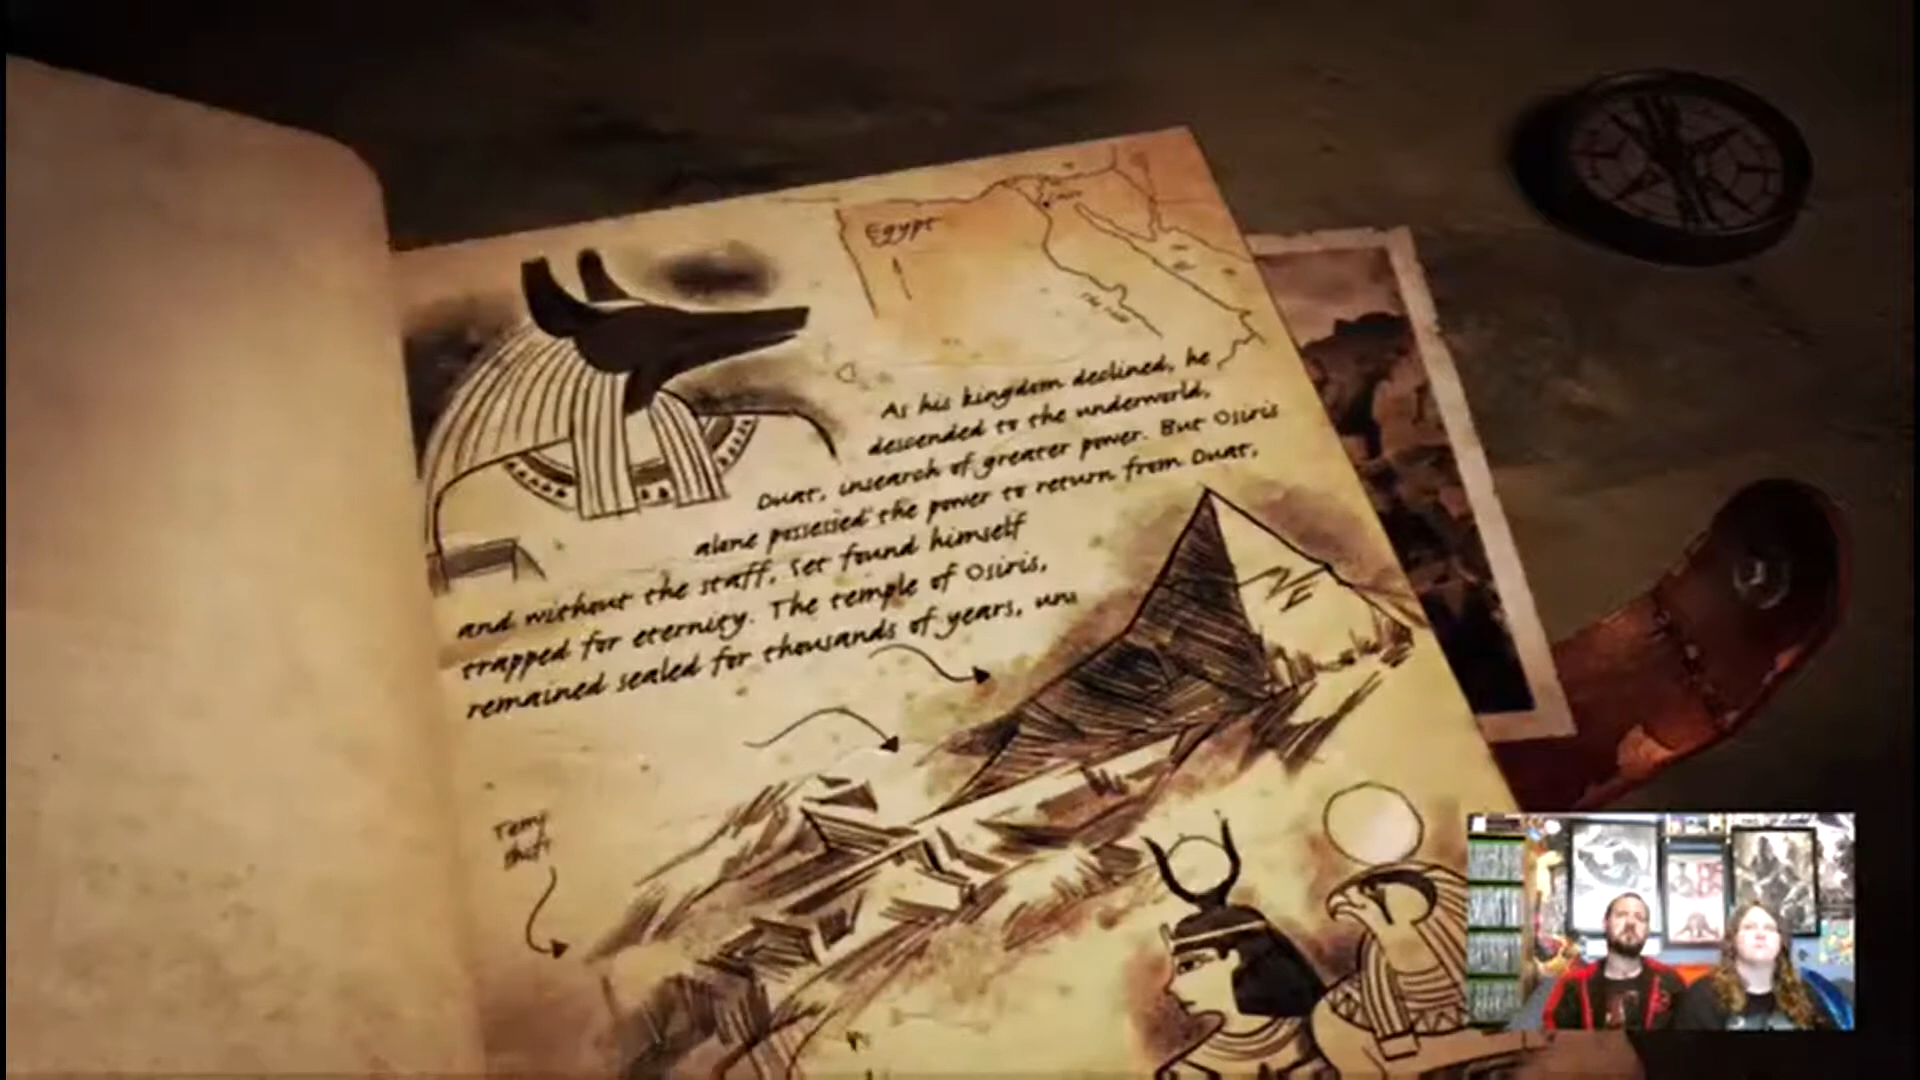 Egypt
As his kingdom declined, he
descended to the underworld,
Duat, insearch of greater power. But Osiris
alone possessed the power to return from Duat,
and without the staff, Set found himself
trapped for eternity. The temple of Osiris,
remained sealed for thousands of years, un